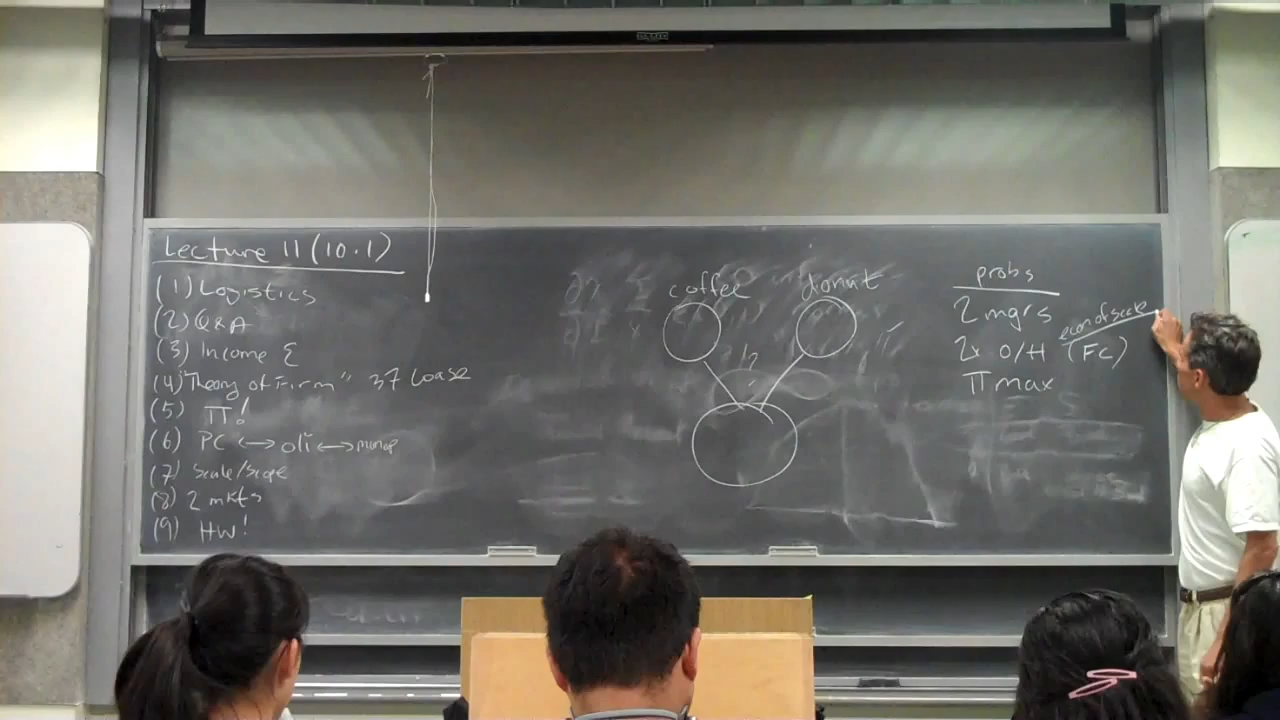 Lecture 11 (10.1)
(1) Logistics
(2) Q&A
(3) Income Σ
(4) "Theory of Firm" 37 Coase
(5) π!
(6) PC ⟷ oli ⟷ monop
(7) Scale/Scope
(8) 2 mkts
(9) HW!
coffee donut
probs
2 mgrs
econ of scale
2x O/H (FC)
π max